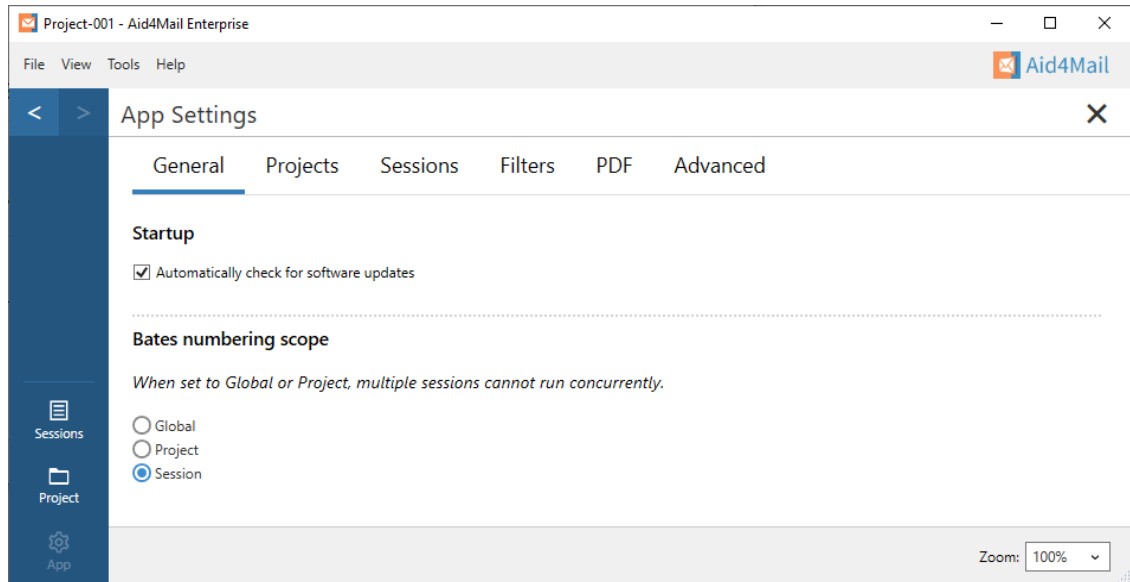 Project-001 - Aid4Mail Enterprise
File View Tools Help
Aid4Mail
< >
App Settings
General Projects Sessions Filters PDF Advanced
Startup
Automatically check for software updates
Bates numbering scope
When set to Global or Project, multiple sessions cannot run concurrently.
Global
Project
Session
Sessions
Project
App
Zoom: 100%